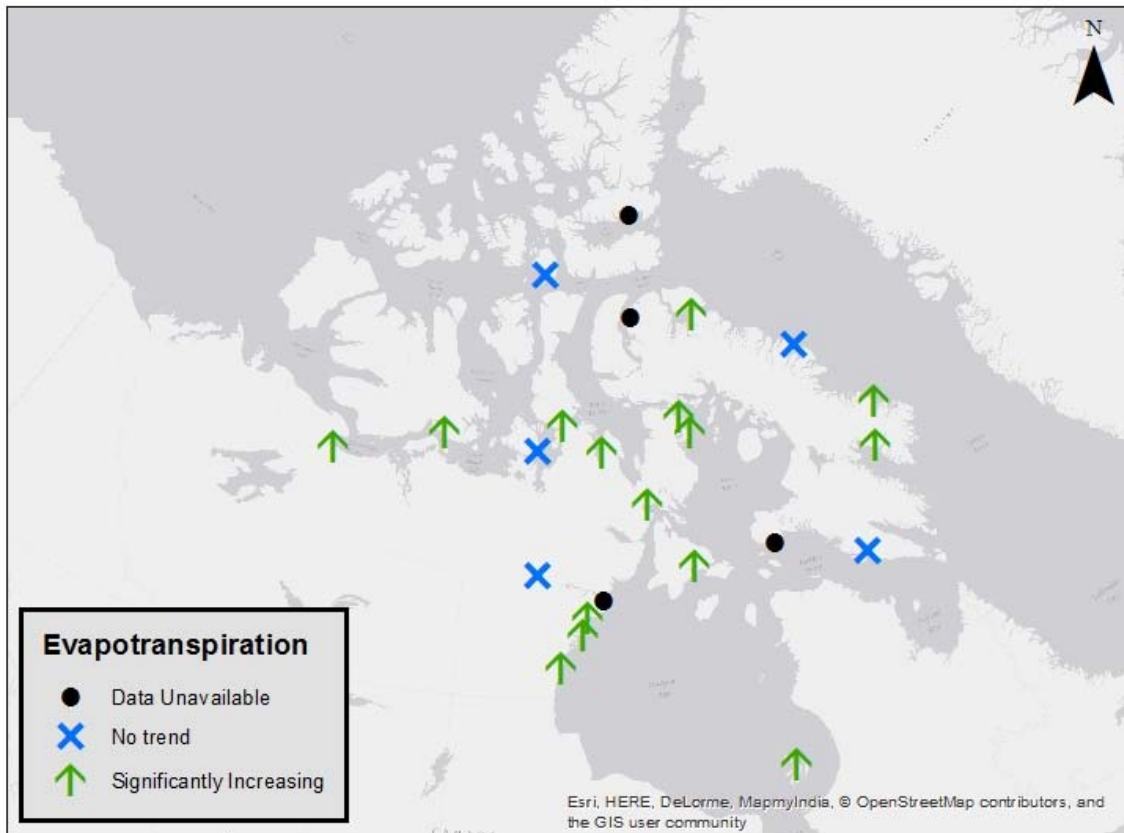 N
Evapotranspiration
Data Unavailable
No trend
Significantly Increasing
Esri, HERE, DeLorme, MapmyIndia, © OpenStreetMap contributors, and
the GIS user community